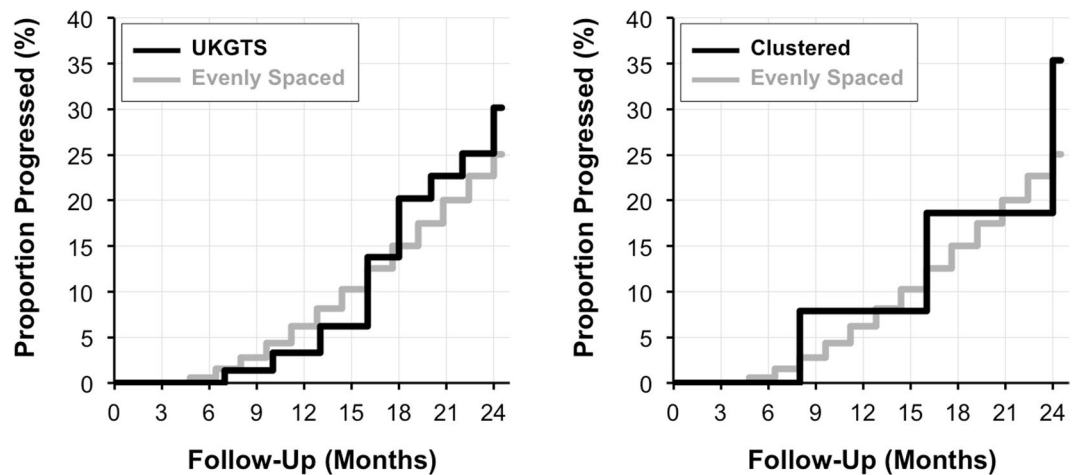 Proportion Progressed (%)
40
35
30
25
20
15
10
5
0
UKGTS
Evenly Spaced
0 3 6 9 12 15 18 21 24
Follow-Up (Months)
Proportion Progressed (%)
40
35
30
25
20
15
10
5
0
Clustered
Evenly Spaced
0 3 6 9 12 15 18 21 24
Follow-Up (Months)